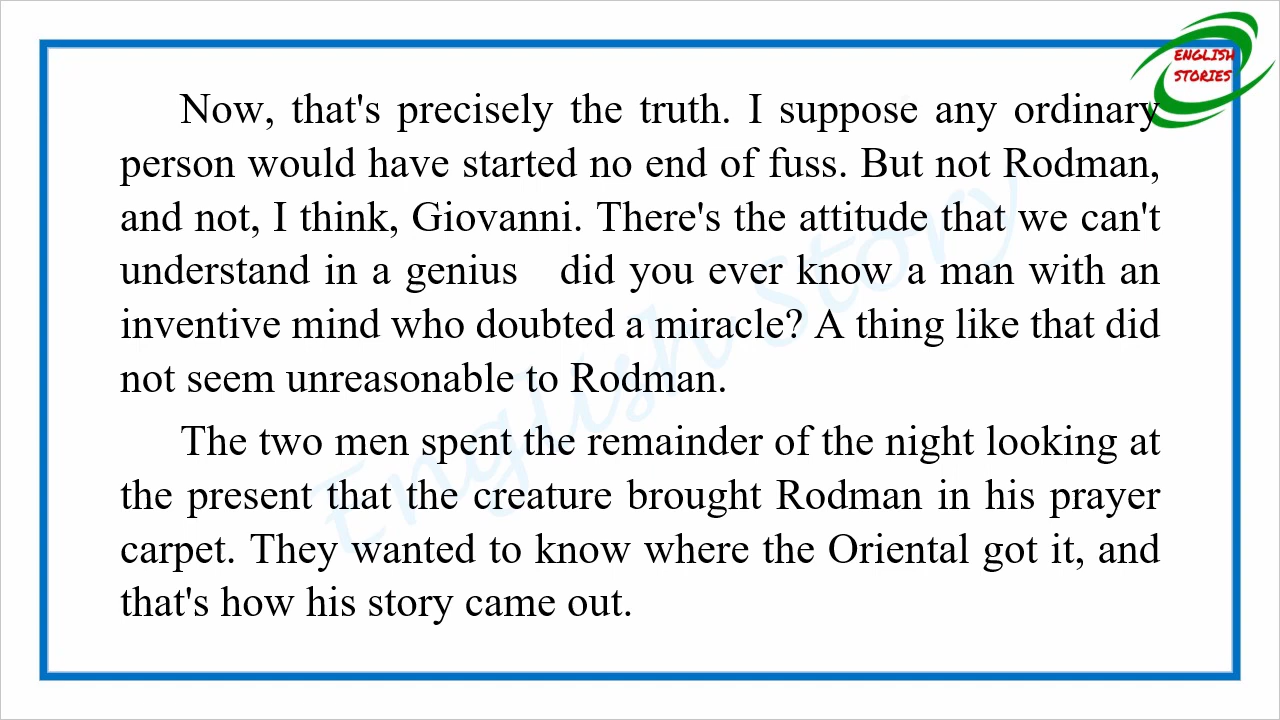 ENGLISH
STORIES
Now, that's precisely the truth. I suppose any ordinary
person would have started no end of fuss. But not Rodman,
and not, I think, Giovanni. There's the attitude that we can't
understand in a genius did you ever know a man with an
inventive mind who doubted a miracle? A thing like that did
not seem unreasonable to Rodman.
The two men spent the remainder of the night looking at
the present that the creature brought Rodman in his prayer
carpet. They wanted to know where the Oriental got it, and
that's how his story came out.
English Story